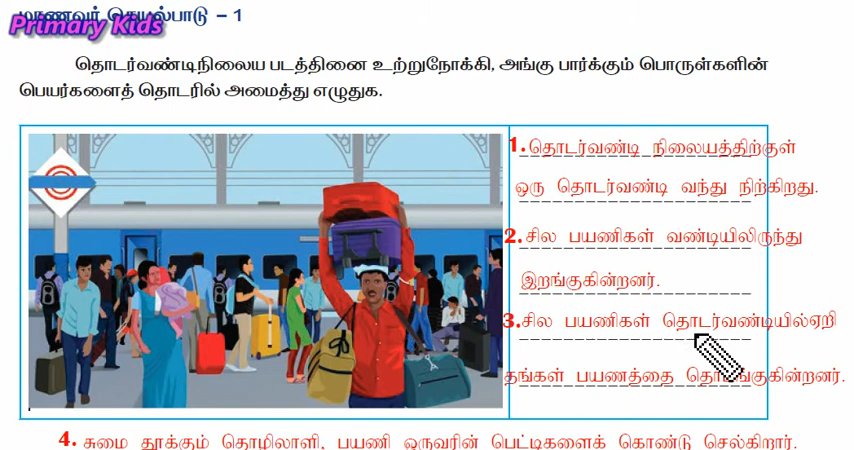 மாணவர் செயல்பாடு – 1
Primary Kids
தொடர்வண்டிநிலைய படத்தினை உற்றுநோக்கி, அங்கு பார்க்கும் பொருள்களின்
பெயர்களைத் தொடரில் அமைத்து எழுதுக.
1. தொடர்வண்டி நிலையத்திற்குள்
ஒரு தொடர்வண்டி வந்து நிற்கிறது.
2. சில பயணிகள் வண்டியிலிருந்து
இறங்குகின்றனர்.
3. சில பயணிகள் தொடர்வண்டியில்ஏறி
தங்கள் பயணத்தை தொடங்குகின்றனர்.
4. சுமை தூக்கும் தொழிலாளி, பயணி ஒருவரின் பெட்டிகளைக் கொண்டு செல்கிறார்.